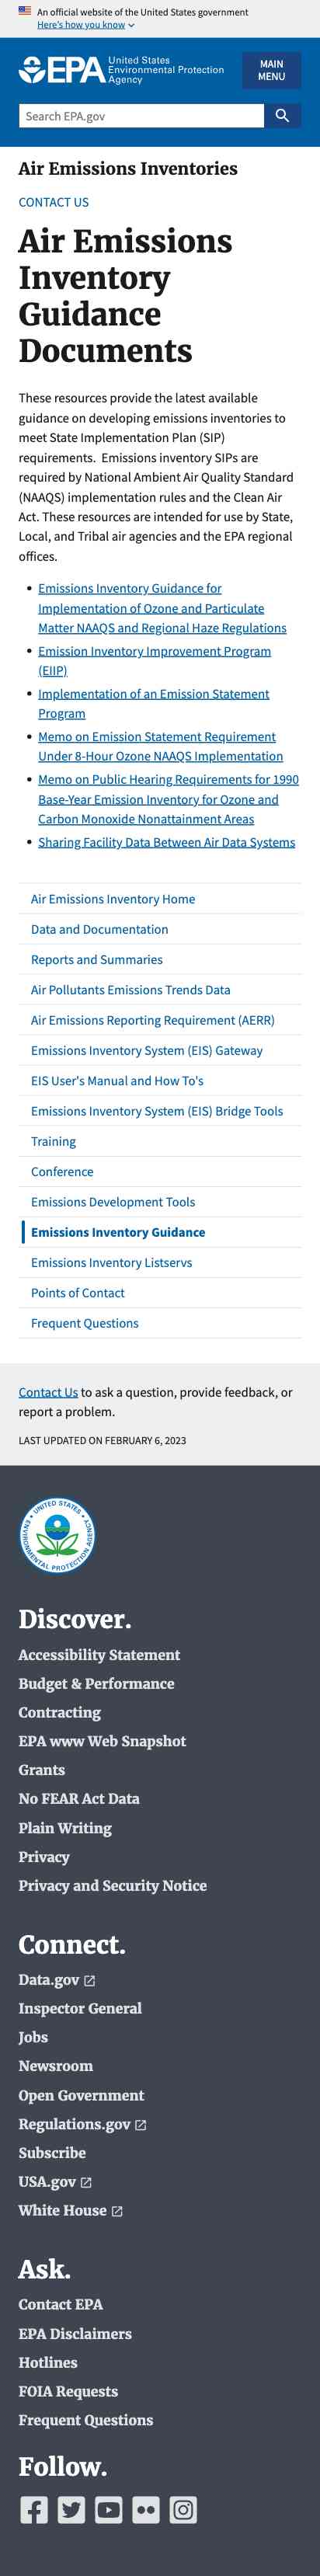 An official website of the United States government
Here's how you know
EPA United States
Environmental Protection
Agency
MAIN
MENU
Search EPA.gov
Air Emissions Inventories
CONTACT US
Air Emissions
Inventory
Guidance
Documents
These resources provide the latest available
guidance on developing emissions inventories to
meet State Implementation Plan (SIP)
requirements.  Emissions inventory SIPs are
required by National Ambient Air Quality Standard
(NAAQS) implementation rules and the Clean Air
Act. These resources are intended for use by State,
Local, and Tribal air agencies and the EPA regional
offices.
• Emissions Inventory Guidance for
Implementation of Ozone and Particulate
Matter NAAQS and Regional Haze Regulations
• Emission Inventory Improvement Program
(EIIP)
• Implementation of an Emission Statement
Program
• Memo on Emission Statement Requirement
Under 8-Hour Ozone NAAQS Implementation
• Memo on Public Hearing Requirements for 1990
Base-Year Emission Inventory for Ozone and
Carbon Monoxide Nonattainment Areas
• Sharing Facility Data Between Air Data Systems
Air Emissions Inventory Home
Data and Documentation
Reports and Summaries
Air Pollutants Emissions Trends Data
Air Emissions Reporting Requirement (AERR)
Emissions Inventory System (EIS) Gateway
EIS User's Manual and How To's
Emissions Inventory System (EIS) Bridge Tools
Training
Conference
Emissions Development Tools
Emissions Inventory Guidance
Emissions Inventory Listservs
Points of Contact
Frequent Questions
Contact Us to ask a question, provide feedback, or
report a problem.
LAST UPDATED ON FEBRUARY 6, 2023
UNITED STATES
ENVIRONMENTAL PROTECTION AGENCY
Discover.
Accessibility Statement
Budget & Performance
Contracting
EPA www Web Snapshot
Grants
No FEAR Act Data
Plain Writing
Privacy
Privacy and Security Notice
Connect.
Data.gov
Inspector General
Jobs
Newsroom
Open Government
Regulations.gov
Subscribe
USA.gov
White House
Ask.
Contact EPA
EPA Disclaimers
Hotlines
FOIA Requests
Frequent Questions
Follow.